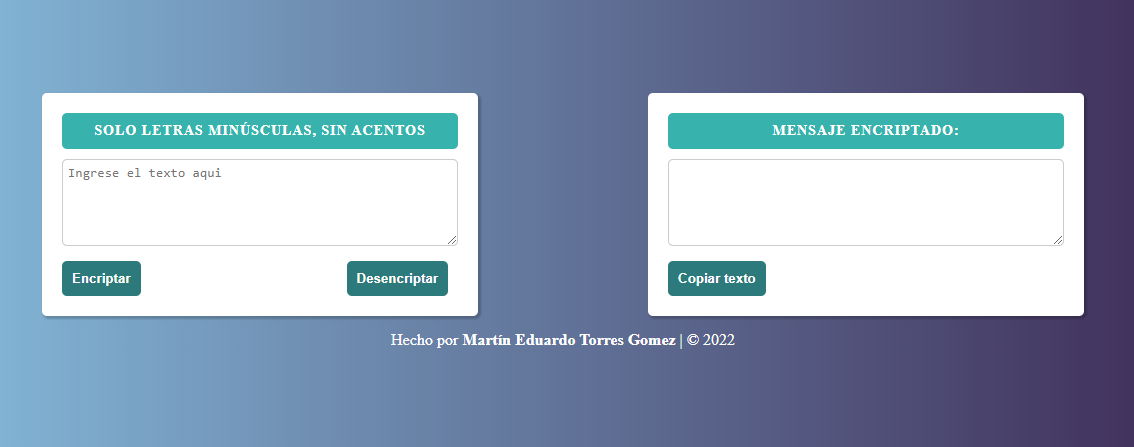 SOLO LETRAS MINÚSCULAS, SIN ACENTOS
Ingrese el texto aqui
Encriptar
Desencriptar
MENSAJE ENCRIPTADO:
Copiar texto
Hecho por Martín Eduardo Torres Gomez | © 2022